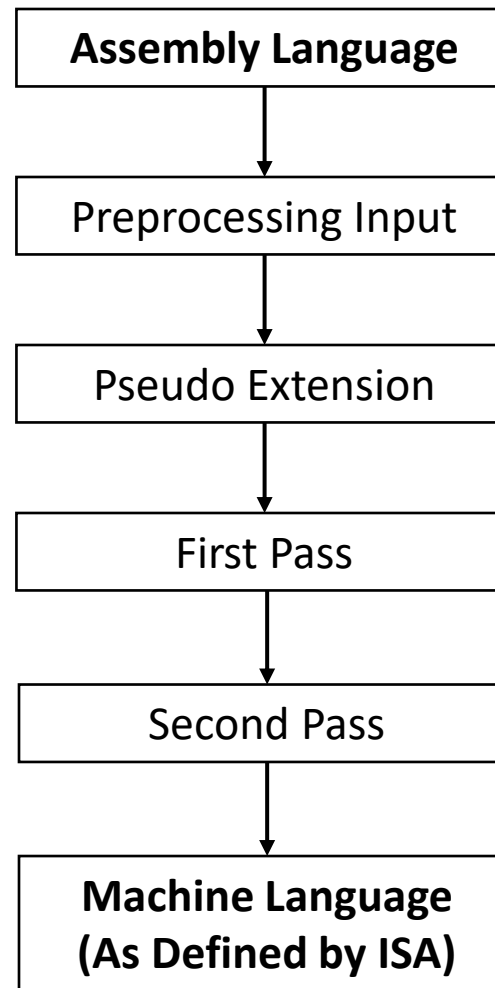 Assembly Language
Preprocessing Input
Pseudo Extension
First Pass
Second Pass
Machine Language
(As Defined by ISA)